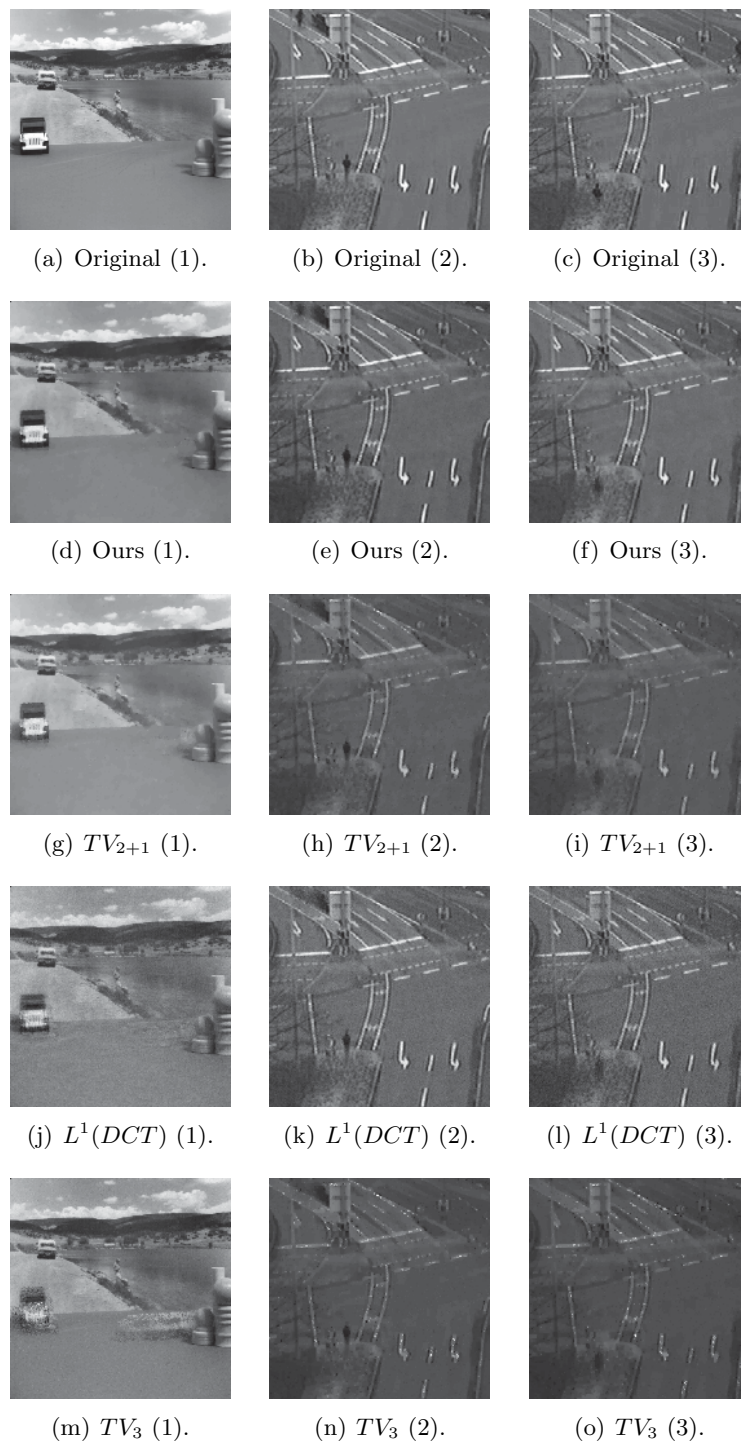 (a) Original (1).
(b) Original (2).
(c) Original (3).
(d) Ours (1).
(e) Ours (2).
(f) Ours (3).
(g) TV₂₊₁ (1).
(h) TV₂₊₁ (2).
(i) TV₂₊₁ (3).
(j) L¹(DCT) (1).
(k) L¹(DCT) (2).
(l) L¹(DCT) (3).
(m) TV₃ (1).
(n) TV₃ (2).
(o) TV₃ (3).